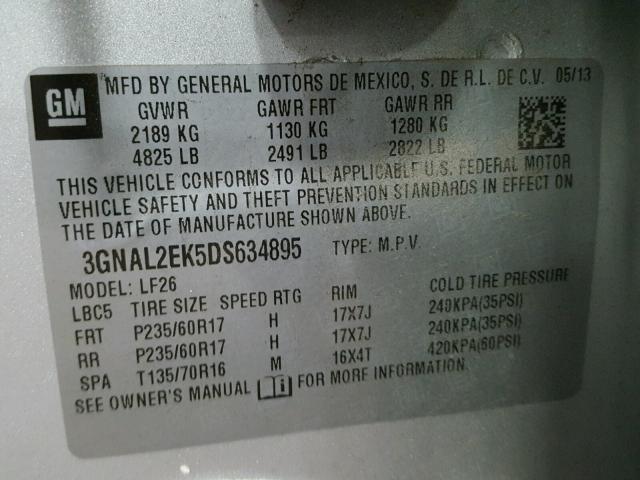 GM
MFD BY GENERAL MOTORS DE MEXICO, S. DE R.L. DE C.V. 05/13
GVWR GAWR FRT GAWR RR
2189 KG 1130 KG 1280 KG
4825 LB 2491 LB 2822 LB
THIS VEHICLE CONFORMS TO ALL APPLICABLE U.S. FEDERAL MOTOR
VEHICLE SAFETY AND THEFT PREVENTION STANDARDS IN EFFECT ON
THE DATE OF MANUFACTURE SHOWN ABOVE.
3GNAL2EK5DS634895 TYPE: M.P.V.
MODEL: LF26
LBC5 TIRE SIZE SPEED RTG RIM COLD TIRE PRESSURE
FRT P235/60R17 H 17X7J 240KPA(35PSI)
RR P235/60R17 H 17X7J 240KPA(35PSI)
SPA T135/70R16 M 16X4T 420KPA(60PSI)
SEE OWNER'S MANUAL FOR MORE INFORMATION.